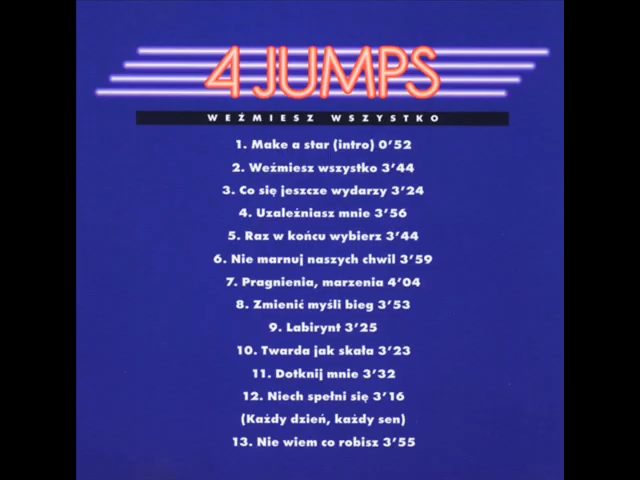 4 JUMPS
WEŹMIESZ WSZYSTKO
1. Make a star (intro) 0'52
2. Weźmiesz wszystko 3'44
3. Co się jeszcze wydarzy 3'24
4. Uzależniasz mnie 3'56
5. Raz w końcu wybierz 3'44
6. Nie marnuj naszych chwil 3'59
7. Pragnienia, marzenia 4'04
8. Zmienić myśli bieg 3'53
9. Labirynt 3'25
10. Twarda jak skała 3'23
11. Dotknij mnie 3'32
12. Niech spełni się 3'16
(Każdy dzień, każdy sen)
13. Nie wiem co robisz 3'55